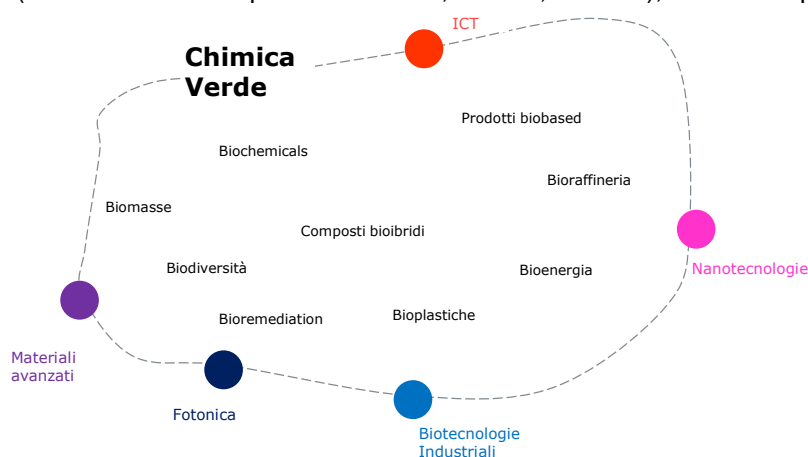 ICT
Chimica
Verde
Prodotti biobased
Biochemicals
Bioraffineria
Biomasse
Composti bioibridi
Biodiversità
Bioenergia
Nanotecnologie
Bioremediation
Bioplastiche
Materiali
avanzati
Fotonica
Biotecnologie
Industriali